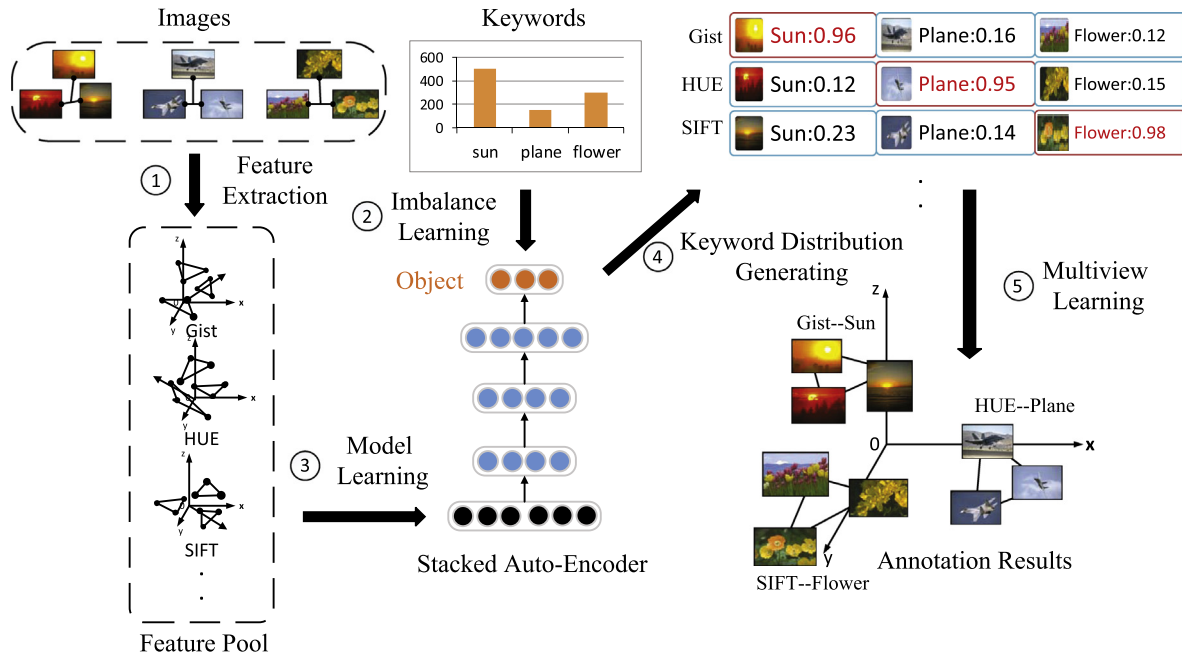 Images
Keywords
600
400
200
0
sun plane flower
Gist
Sun:0.96
Plane:0.16
Flower:0.12
HUE
Sun:0.12
Plane:0.95
Flower:0.15
SIFT
Sun:0.23
Plane:0.14
Flower:0.98
1
Feature
Extraction
2
Imbalance
Learning
4
Keyword Distribution
Generating
5
Multiview
Learning
z
x
y
0
Gist
z
x
y
HUE
z
x
y
SIFT
Feature Pool
3
Model
Learning
Object
Stacked Auto-Encoder
z
Gist--Sun
HUE--Plane
0
x
y
SIFT--Flower
Annotation Results